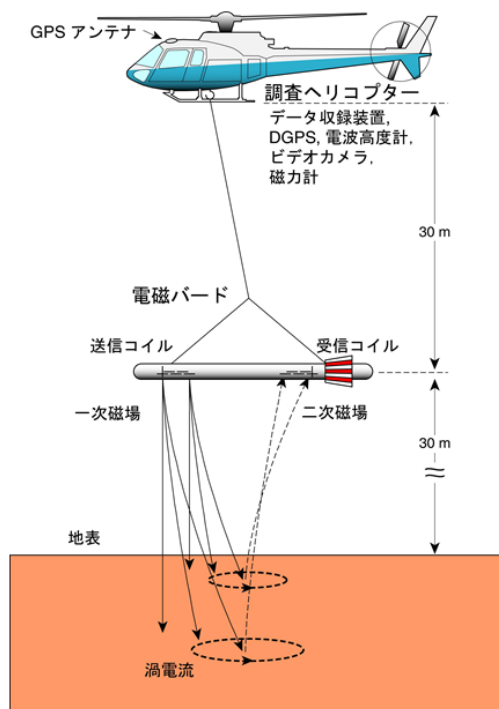 GPS アンテナ
調査ヘリコプター
データ収録装置,
DGPS, 電波高度計,
ビデオカメラ,
磁力計
30 m
電磁バード
送信コイル
受信コイル
一次磁場
二次磁場
30 m
地表
渦電流